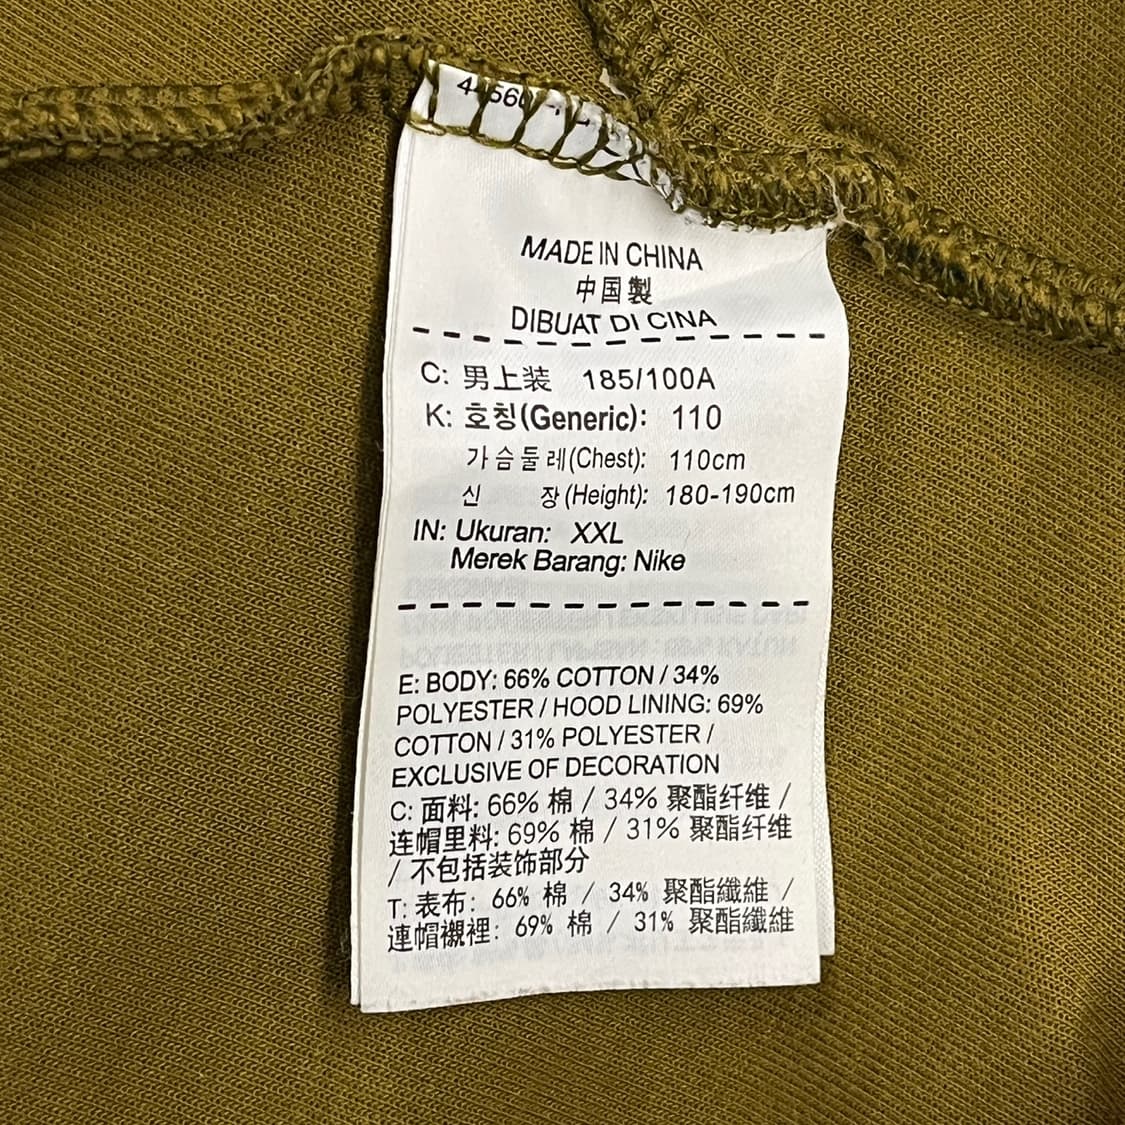 MADE IN CHINA
中国製
DIBUAT DI CINA
C: 男上装 185/100A
K: 호칭(Generic): 110
가슴둘레(Chest): 110cm
신 장(Height): 180-190cm
IN: Ukuran: XXL
Merek Barang: Nike
E: BODY: 66% COTTON / 34%
POLYESTER / HOOD LINING: 69%
COTTON / 31% POLYESTER /
EXCLUSIVE OF DECORATION
C: 面料: 66% 棉 / 34% 聚酯纤维 /
连帽里料: 69% 棉 / 31% 聚酯纤维
/ 不包括装饰部分
T: 表布: 66% 棉 / 34% 聚酯纖維 /
連帽襯裡: 69% 棉 / 31% 聚酯纖維